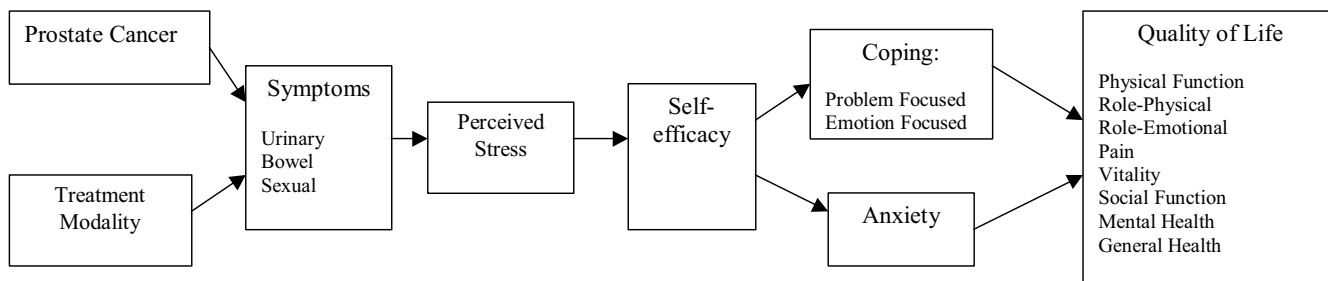 Prostate Cancer
Treatment
Modality
Symptoms
Urinary
Bowel
Sexual
Perceived
Stress
Self-
efficacy
Coping:
Problem Focused
Emotion Focused
Anxiety
Quality of Life
Physical Function
Role-Physical
Role-Emotional
Pain
Vitality
Social Function
Mental Health
General Health